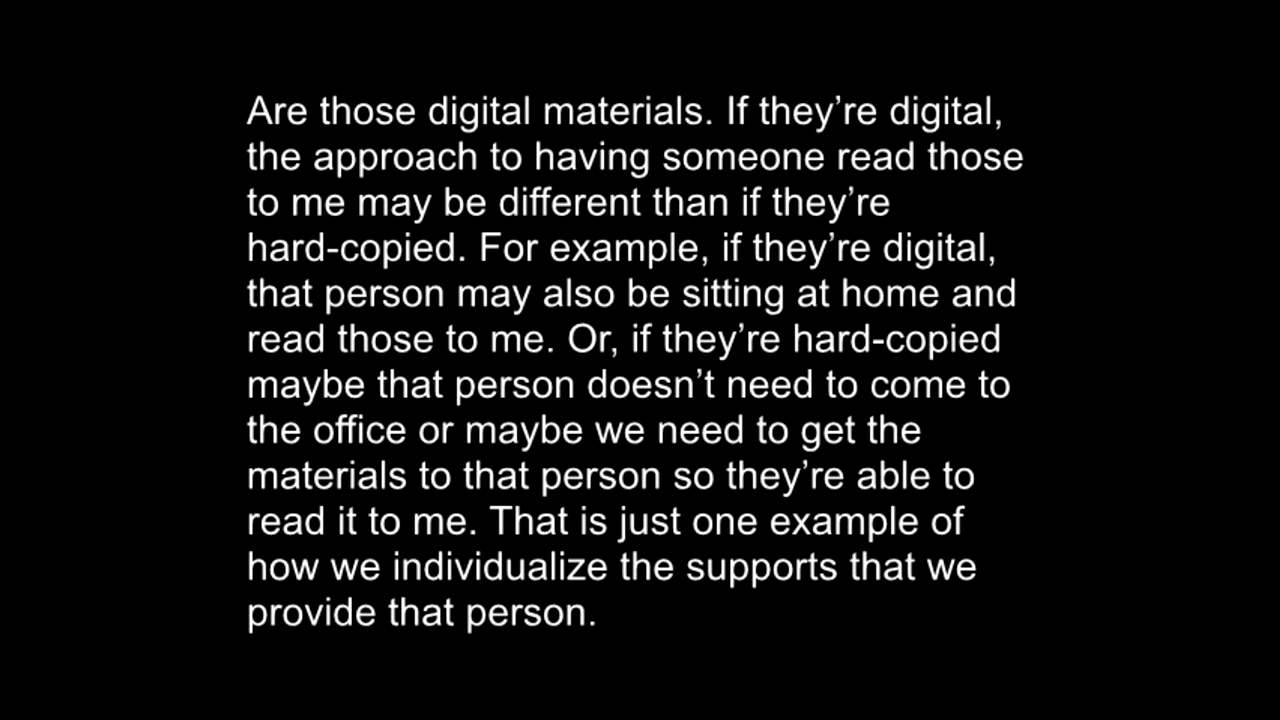 Are those digital materials. If they’re digital,
the approach to having someone read those
to me may be different than if they’re
hard-copied. For example, if they’re digital,
that person may also be sitting at home and
read those to me. Or, if they’re hard-copied
maybe that person doesn’t need to come to
the office or maybe we need to get the
materials to that person so they’re able to
read it to me. That is just one example of
how we individualize the supports that we
provide that person.